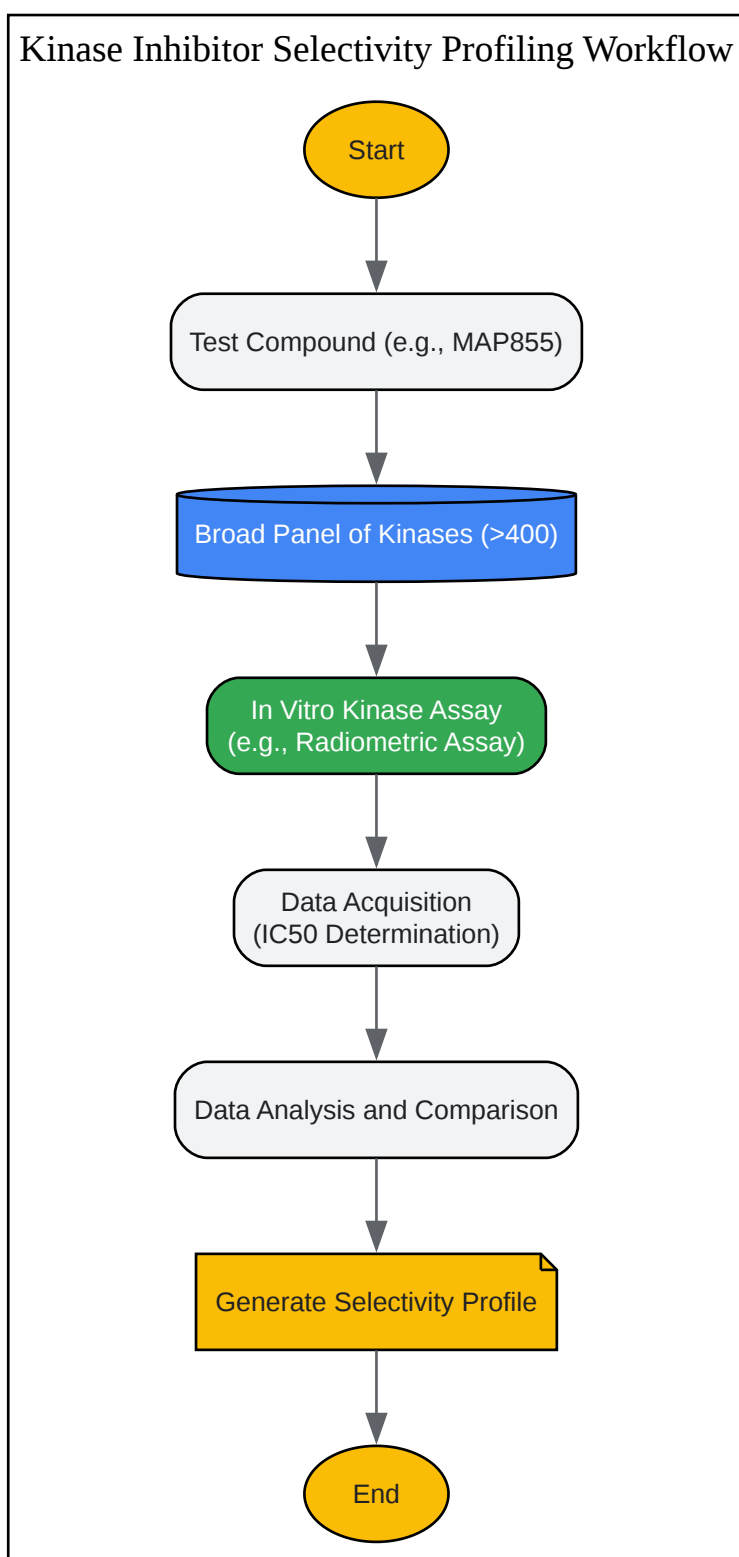 Kinase Inhibitor Selectivity Profiling Workflow
Start
Test Compound (e.g., MAP855)
Broad Panel of Kinases (>400)
In Vitro Kinase Assay
(e.g., Radiometric Assay)
Data Acquisition
(IC50 Determination)
Data Analysis and Comparison
Generate Selectivity Profile
End